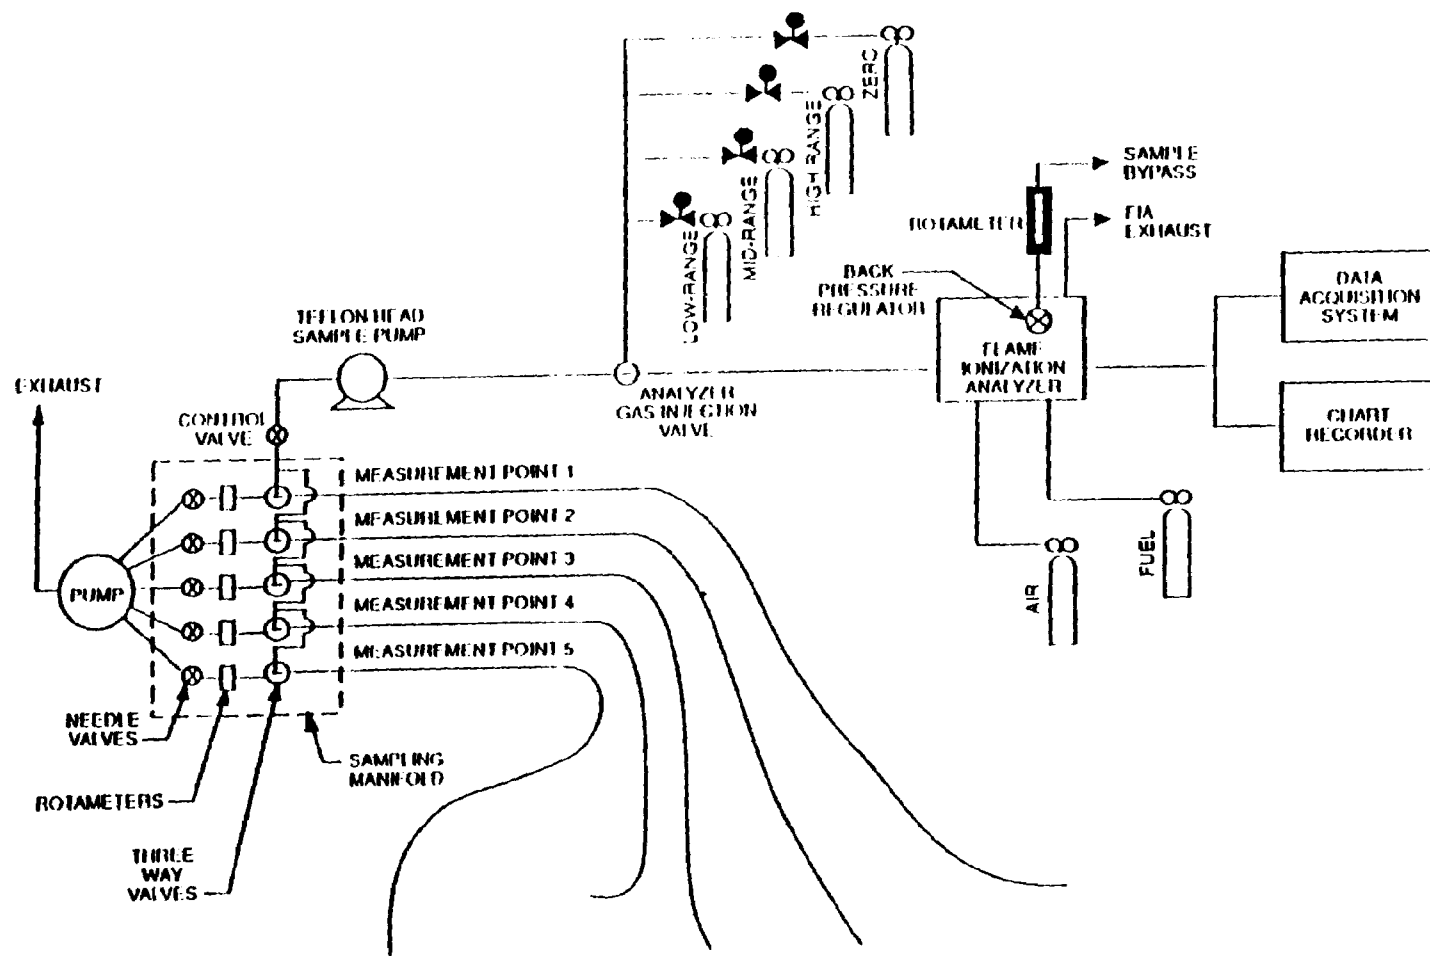 ZERO
HIGH RANGE
MID-RANGE
LOW-RANGE
SAMPLE
BYPASS
ROTAMETER
FIA
EXHAUST
BACK
PRESSURE
REGULATOR
DATA
ACQUISITION
SYSTEM
TEFLON HEAD
SAMPLE PUMP
FLAME
IONIZATION
ANALYZER
EXHAUST
ANALYZER
GAS INJECTION
VALVE
CONTROL
VALVE
CHART
RECORDER
MEASUREMENT POINT 1
MEASUREMENT POINT 2
MEASUREMENT POINT 3
MEASUREMENT POINT 4
MEASUREMENT POINT 5
PUMP
FUEL
AIR
NEEDLE
VALVES
SAMPLING
MANIFOLD
ROTAMETERS
THREE
WAY
VALVES